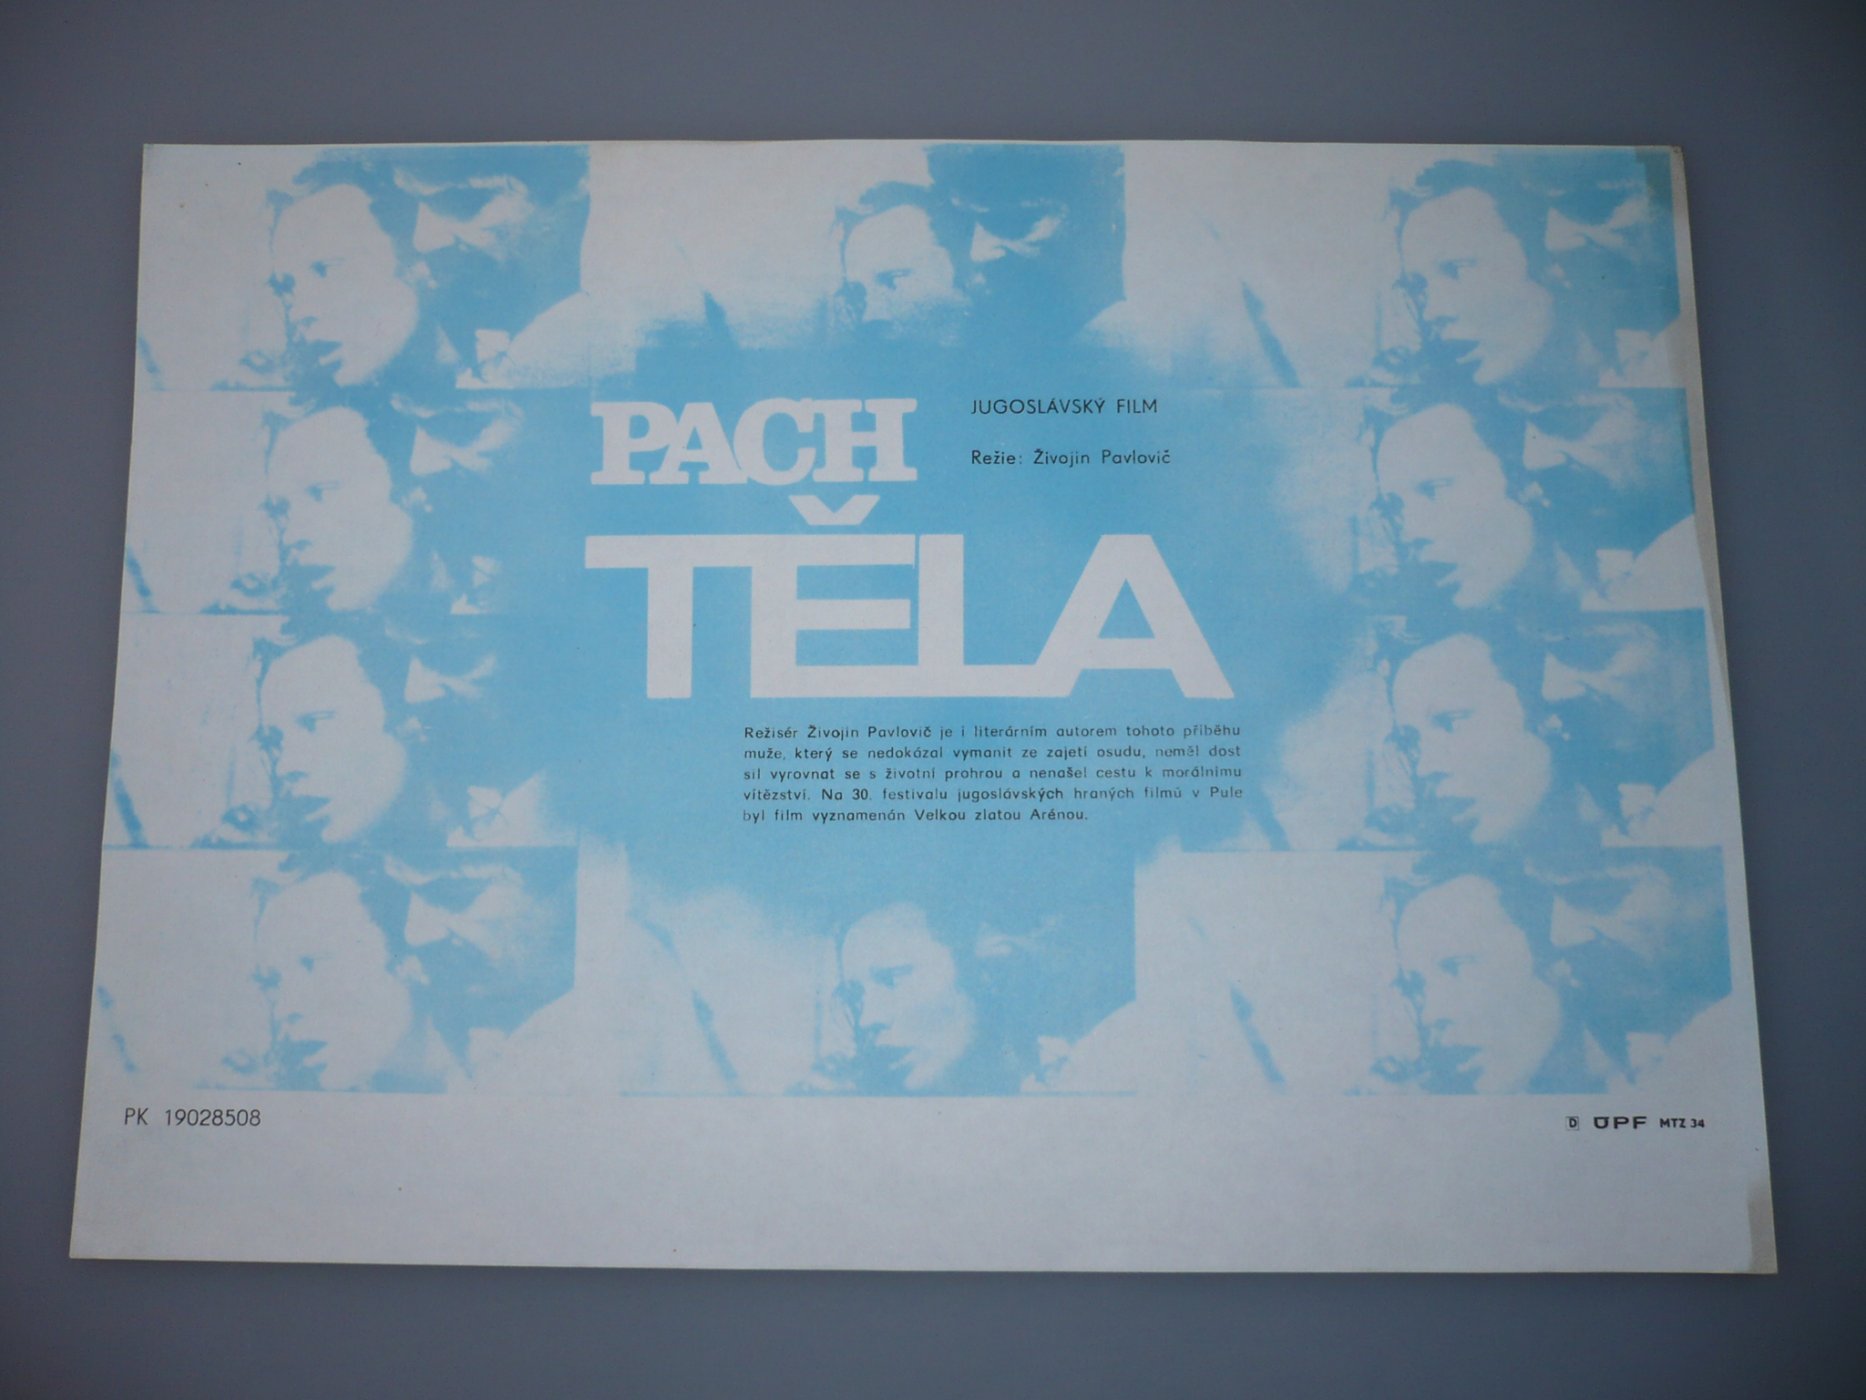 PACH
TĚLA
JUGOSLÁVSKÝ FILM
Režie: Živojin Pavlovič
Režisér Živojin Pavlovič je i literárním autorem tohoto příběhu
muže, který se nedokázal vymanit ze zajetí osudu, neměl dost
sil vyrovnat se s životní prohrou a nenašel cestu k morálnímu
vítězství. Na 30. festivalu jugoslávských hraných filmů v Pule
byl film vyznamenán Velkou zlatou Arénou.
PK 19028508
D ÚPF MTZ 34